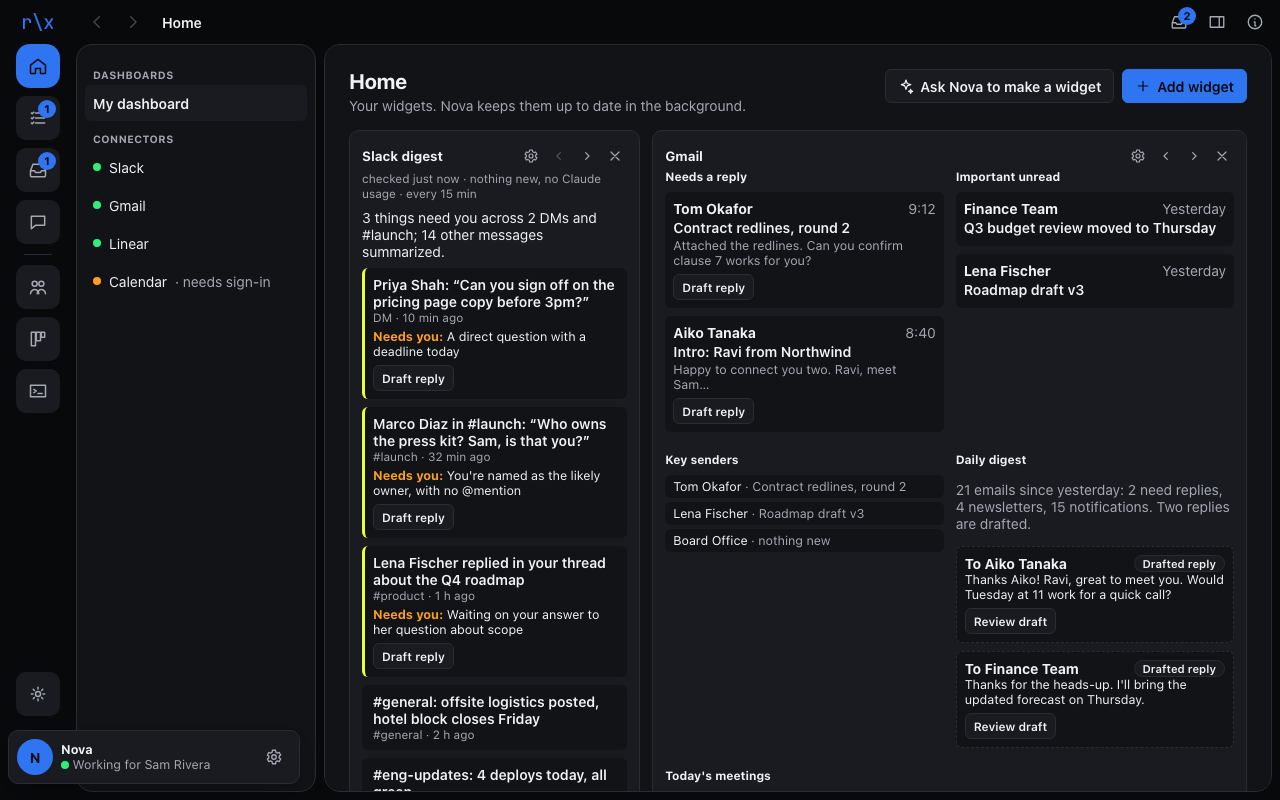 r\x
Home
2
1
1
DASHBOARDS
My dashboard
CONNECTORS
Slack
Gmail
Linear
Calendar · needs sign-in
N
Nova
Working for Sam Rivera
Home
Your widgets. Nova keeps them up to date in the background.
Ask Nova to make a widget
Add widget
Slack digest
checked just now · nothing new, no Claude
usage · every 15 min
3 things need you across 2 DMs and
#launch; 14 other messages
summarized.
Priya Shah: “Can you sign off on the
pricing page copy before 3pm?”
DM · 10 min ago
Needs you: A direct question with a
deadline today
Draft reply
Marco Diaz in #launch: “Who owns
the press kit? Sam, is that you?”
#launch · 32 min ago
Needs you: You're named as the likely
owner, with no @mention
Draft reply
Lena Fischer replied in your thread
about the Q4 roadmap
#product · 1 h ago
Needs you: Waiting on your answer to
her question about scope
Draft reply
#general: offsite logistics posted,
hotel block closes Friday
#general · 2 h ago
#eng-updates: 4 deploys today, all
green
Gmail
Needs a reply
Tom Okafor 9:12
Contract redlines, round 2
Attached the redlines. Can you confirm
clause 7 works for you?
Draft reply
Aiko Tanaka 8:40
Intro: Ravi from Northwind
Happy to connect you two. Ravi, meet
Sam...
Draft reply
Important unread
Finance Team Yesterday
Q3 budget review moved to Thursday
Lena Fischer Yesterday
Roadmap draft v3
Key senders
Tom Okafor · Contract redlines, round 2
Lena Fischer · Roadmap draft v3
Board Office · nothing new
Daily digest
21 emails since yesterday: 2 need replies,
4 newsletters, 15 notifications. Two replies
are drafted.
To Aiko Tanaka Drafted reply
Thanks Aiko! Ravi, great to meet you. Would
Tuesday at 11 work for a quick call?
Review draft
To Finance Team Drafted reply
Thanks for the heads-up. I'll bring the
updated forecast on Thursday.
Review draft
Today's meetings